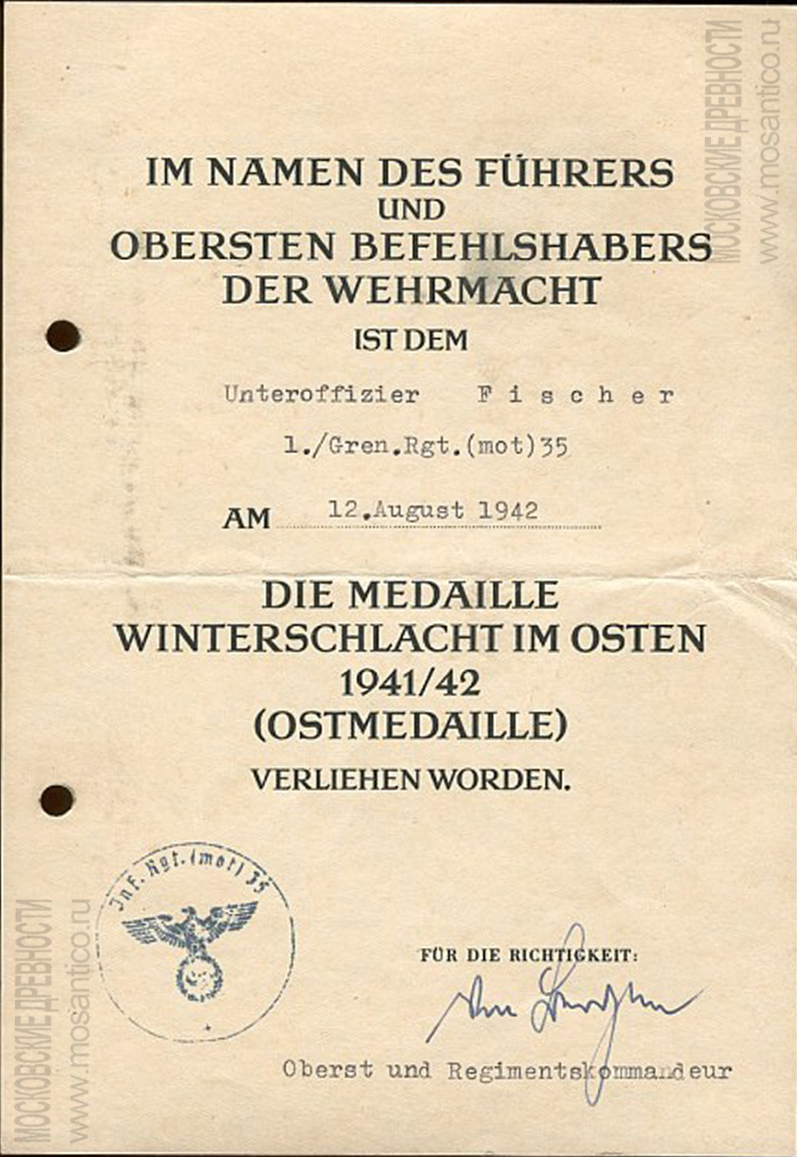 МОСКОВСКИЕ ДРЕВНОСТИ
www.mosantico.ru
IM NAMEN DES FÜHRERS
UND
OBERSTEN BEFEHLSHABERS
DER WEHRMACHT
IST DEM
Unteroffizier Fischer
1./Gren.Rgt.(mot)35
AM 12.August 1942
DIE MEDAILLE
WINTERSCHLACHT IM OSTEN
1941/42
(OSTMEDAILLE)
VERLIEHEN WORDEN.
Inf. Rgt. (mot) 35
FÜR DIE RICHTIGKEIT:
Oberst und Regimentskommandeur
МОСКОВСКИЕ ДРЕВНОСТИ
www.mosantico.ru